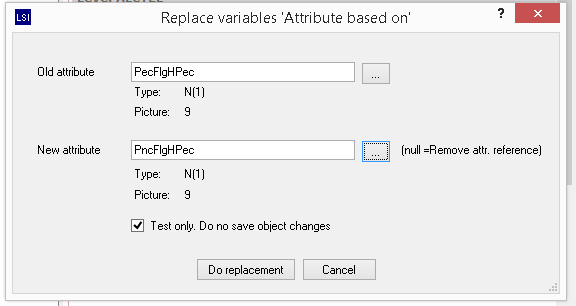 LSI Replace variables 'Attribute based on' ?
Old attribute PecFlgHPec ...
Type: N(1)
Picture: 9
New attribute PncFlgHPec ... (null =Remove attr. reference)
Type: N(1)
Picture: 9
Test only. Do no save object changes
Do replacement Cancel